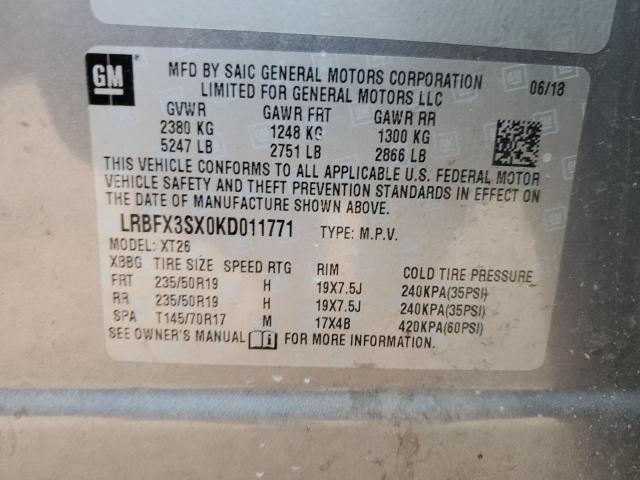 GM
MFD BY SAIC GENERAL MOTORS CORPORATION
LIMITED FOR GENERAL MOTORS LLC
06/18
GVWR GAWR FRT GAWR RR
2380 KG 1248 KG 1300 KG
5247 LB 2751 LB 2866 LB
THIS VEHICLE CONFORMS TO ALL APPLICABLE U.S. FEDERAL MOTOR
VEHICLE SAFETY AND THEFT PREVENTION STANDARDS IN EFFECT ON
THE DATE OF MANUFACTURE SHOWN ABOVE.
LRBFX3SX0KD011771 TYPE: M.P.V.
MODEL: XT26
XBBG TIRE SIZE SPEED RTG RIM COLD TIRE PRESSURE
FRT 235/50R19 H 19X7.5J 240KPA(35PSI)
RR 235/50R19 H 19X7.5J 240KPA(35PSI)
SPA T145/70R17 M 17X4B 420KPA(60PSI)
SEE OWNER'S MANUAL FOR MORE INFORMATION.